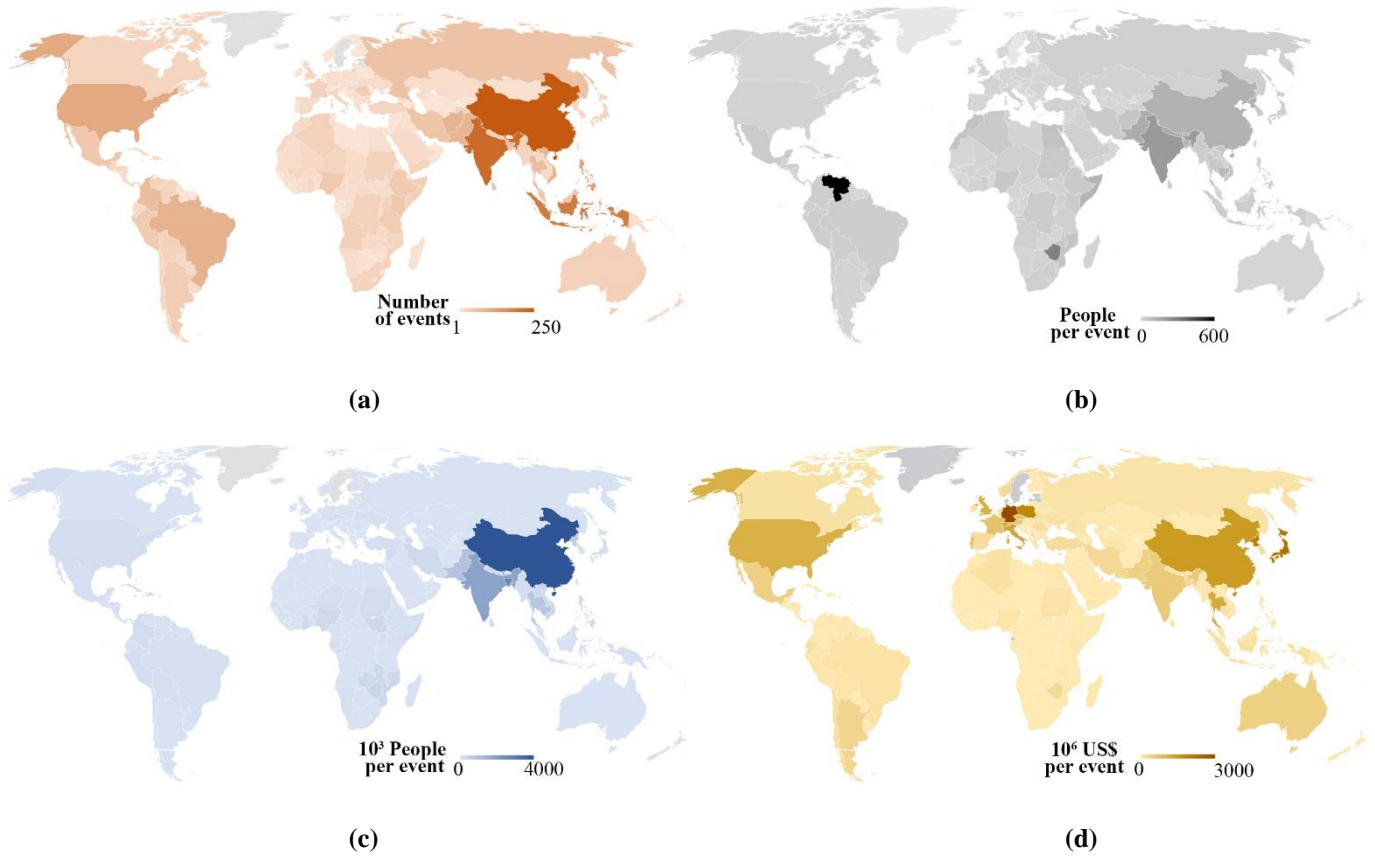 Number
of events
1 250
(a)
People
per event
0 600
(b)
10³ People
per event
0 4000
(c)
10⁶ US$
per event
0 3000
(d)